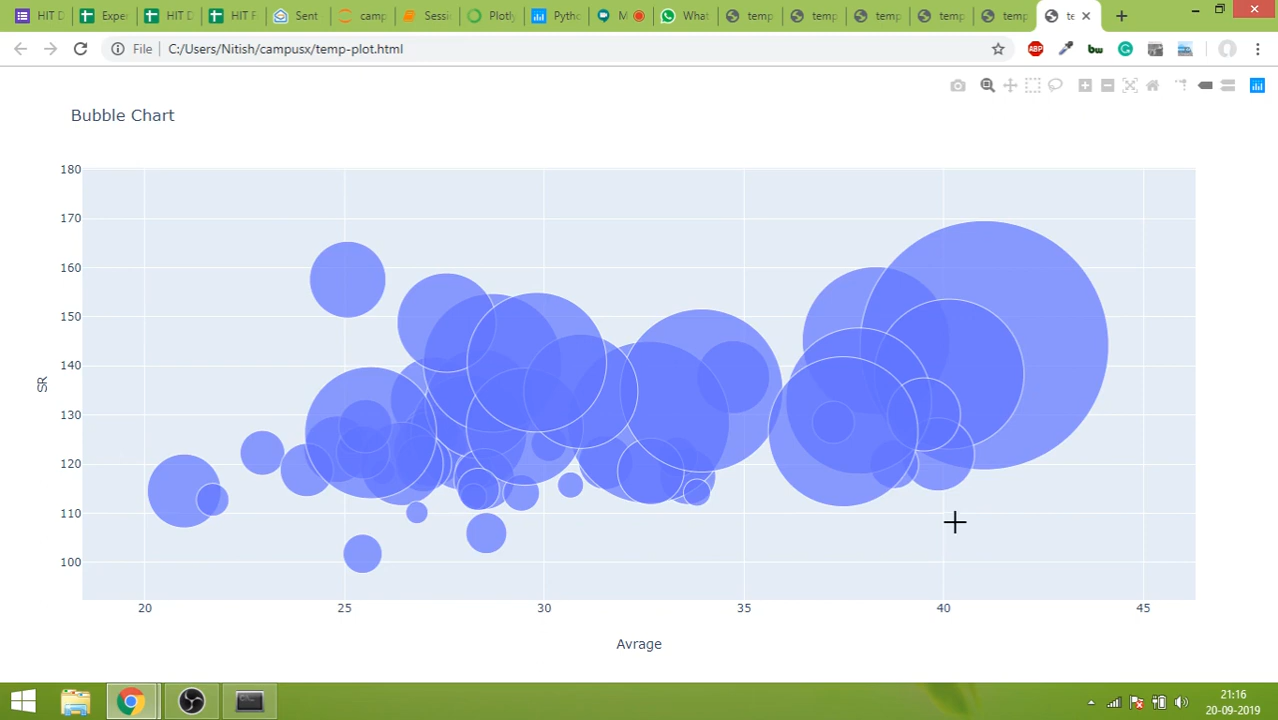 HIT D Exper HIT D HIT F Sent camp Sessi Plotly Pytho M What temp temp temp temp temp te
File C:/Users/Nitish/campusx/temp-plot.html ABP bw
Bubble Chart
180
170
160
150
140
130
120
110
100
SR
20 25 30 35 40 45
Avrage
21:16
20-09-2019